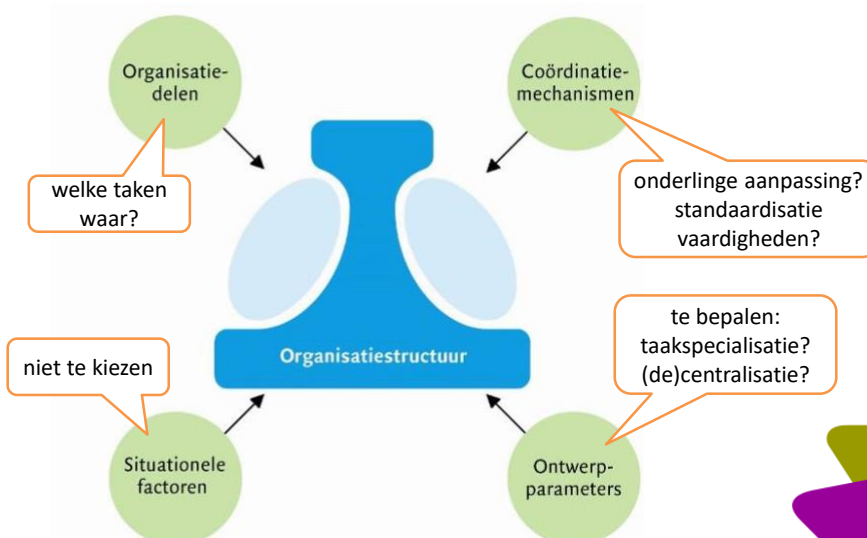 Organisatie-
delen
Coördinatie-
mechanismen
welke taken
waar?
onderlinge aanpassing?
standaardisatie
vaardigheden?
Organisatiestructuur
niet te kiezen
te bepalen:
taakspecialisatie?
(de)centralisatie?
Situationele
factoren
Ontwerp-
parameters